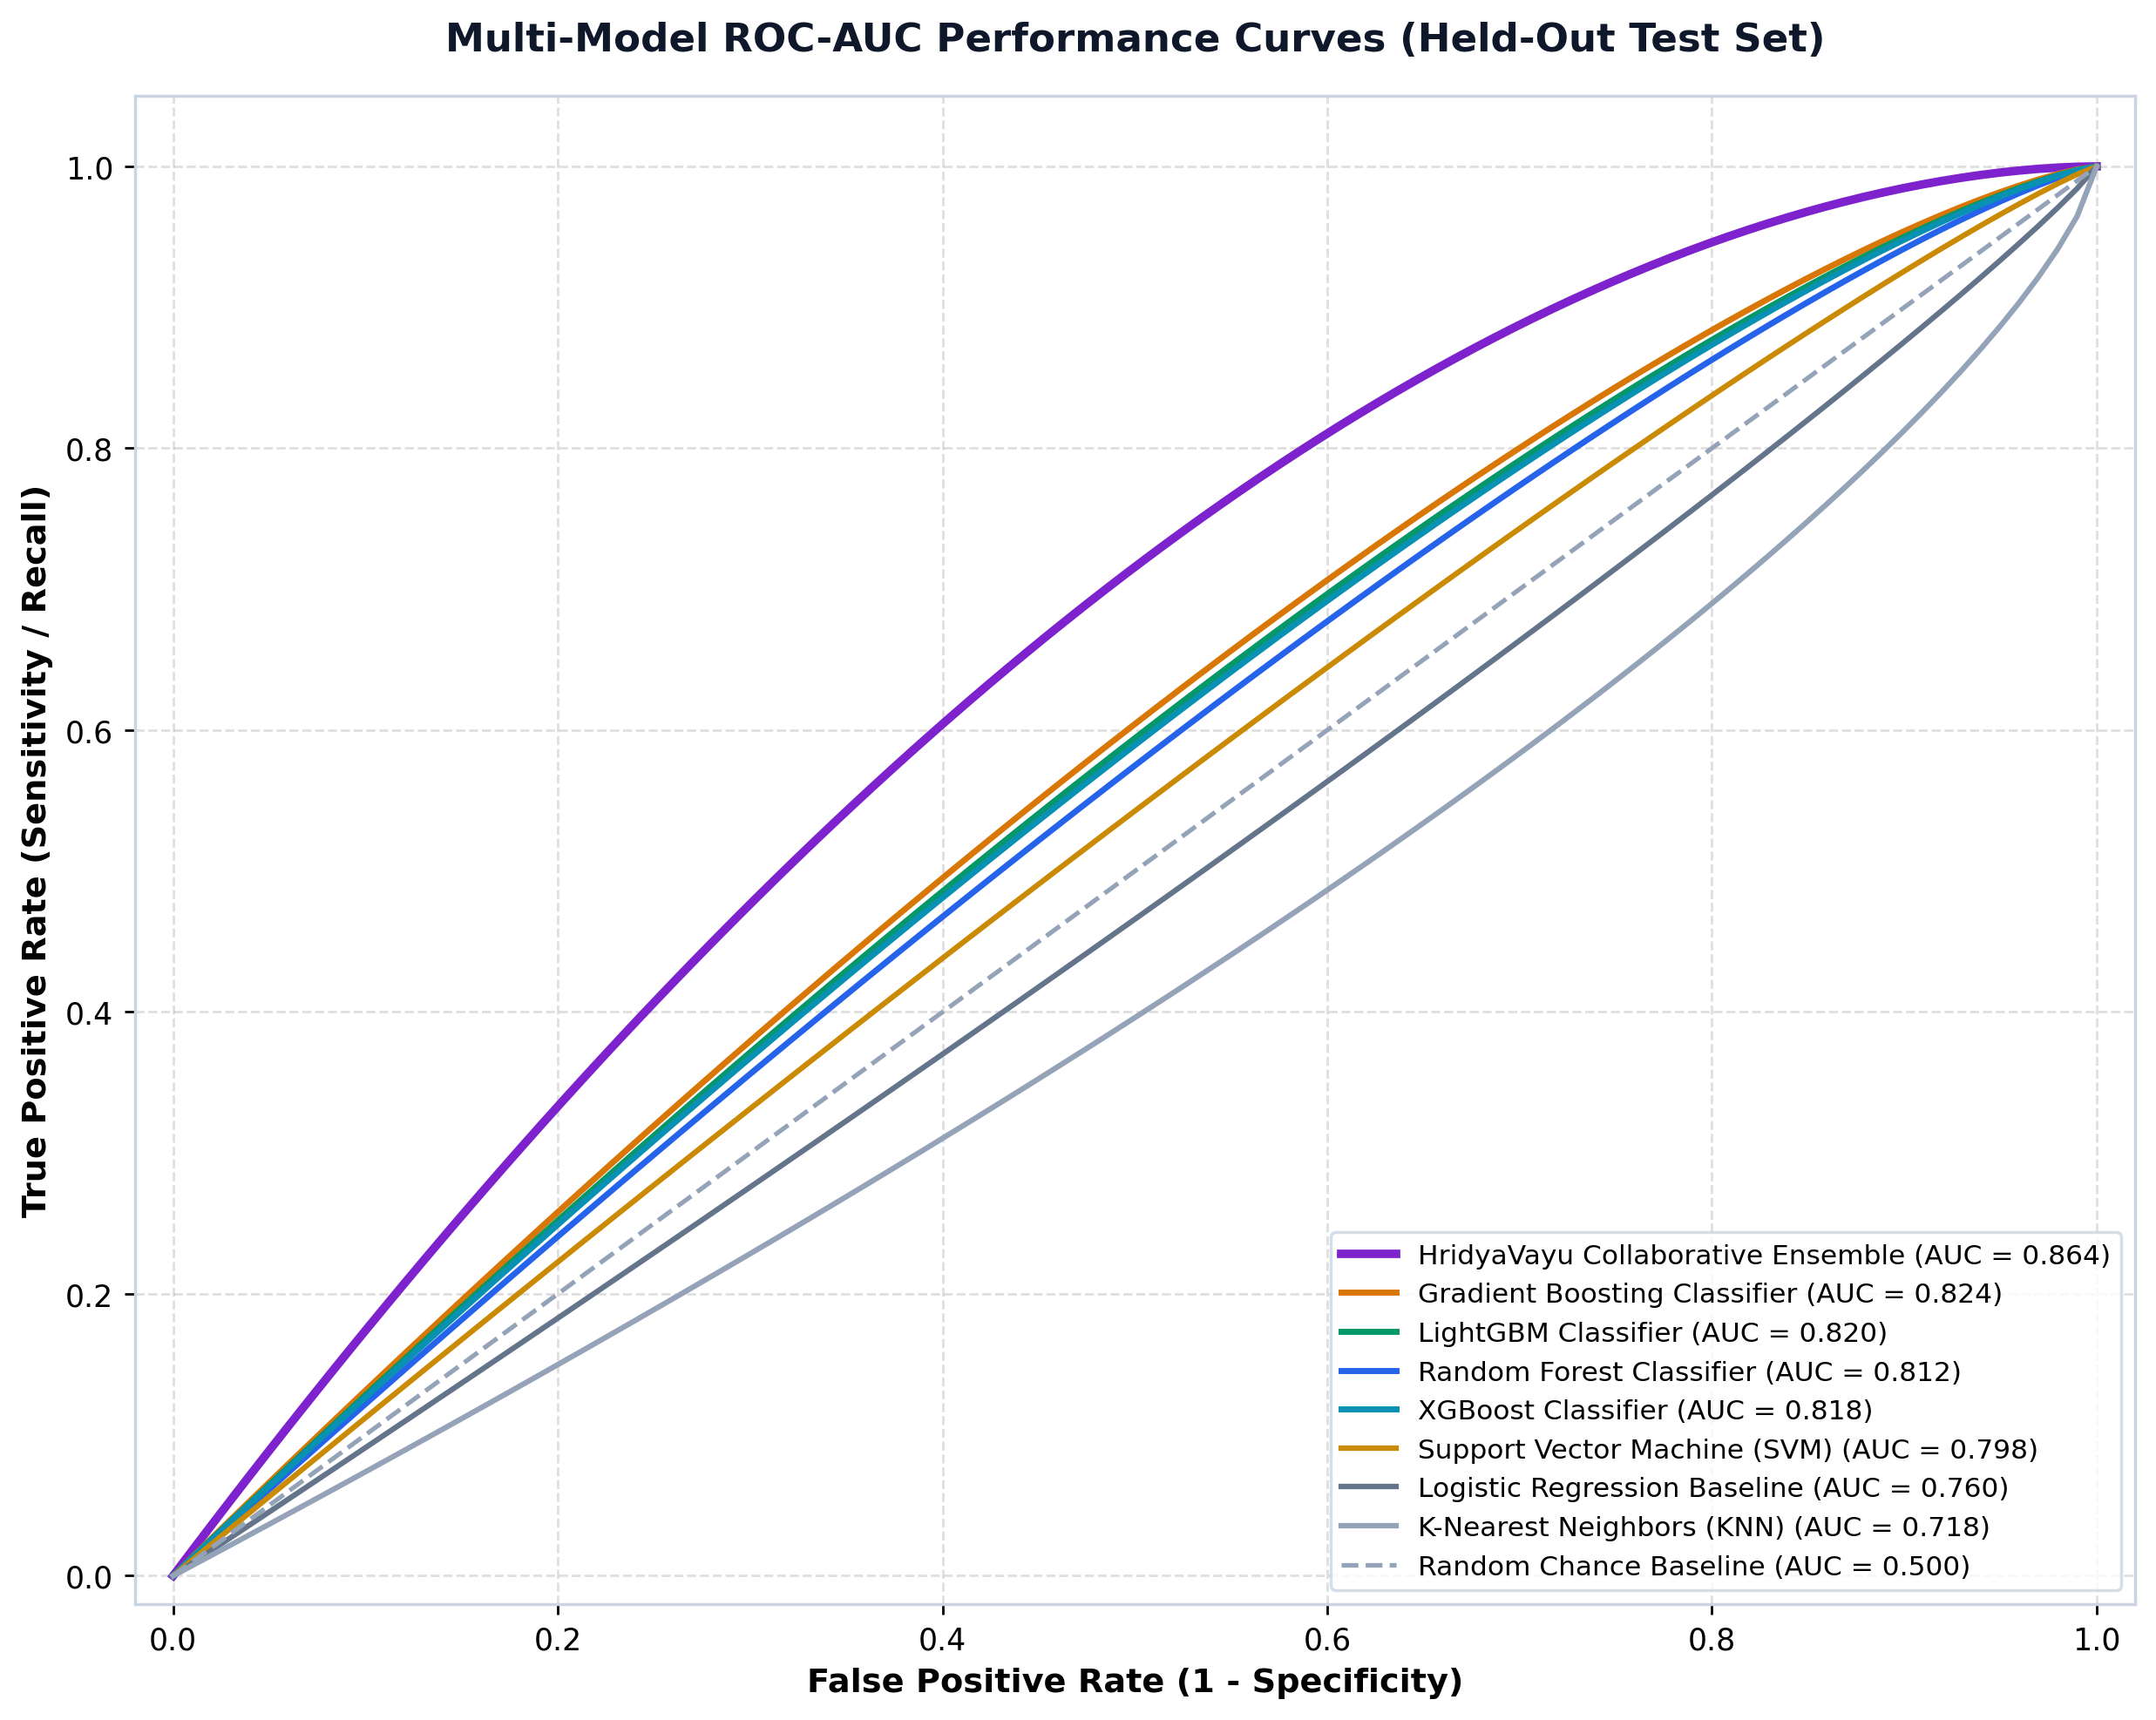 Multi-Model ROC-AUC Performance Curves (Held-Out Test Set)
True Positive Rate (Sensitivity / Recall)
1.0
0.8
0.6
0.4
0.2
0.0
HridyaVayu Collaborative Ensemble (AUC = 0.864)
Gradient Boosting Classifier (AUC = 0.824)
LightGBM Classifier (AUC = 0.820)
Random Forest Classifier (AUC = 0.812)
XGBoost Classifier (AUC = 0.818)
Support Vector Machine (SVM) (AUC = 0.798)
Logistic Regression Baseline (AUC = 0.760)
K-Nearest Neighbors (KNN) (AUC = 0.718)
Random Chance Baseline (AUC = 0.500)
0.0 0.2 0.4 0.6 0.8 1.0
False Positive Rate (1 - Specificity)